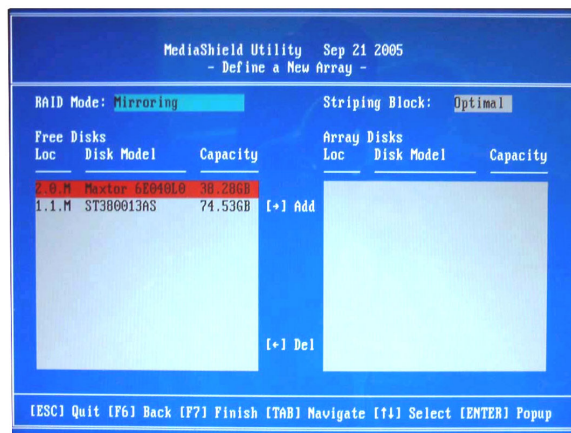 MediaShield Utility Sep 21 2005
- Define a New Array -
RAID Mode: Mirroring Striping Block: Optimal
Free Disks Array Disks
Loc Disk Model Capacity Loc Disk Model Capacity
2.0.M Maxtor 6E040L0 38.28GB
1.1.M ST380013AS 74.53GB [→] Add
[←] Del
[ESC] Quit [F6] Back [F7] Finish [TAB] Navigate [↑↓] Select [ENTER] Popup